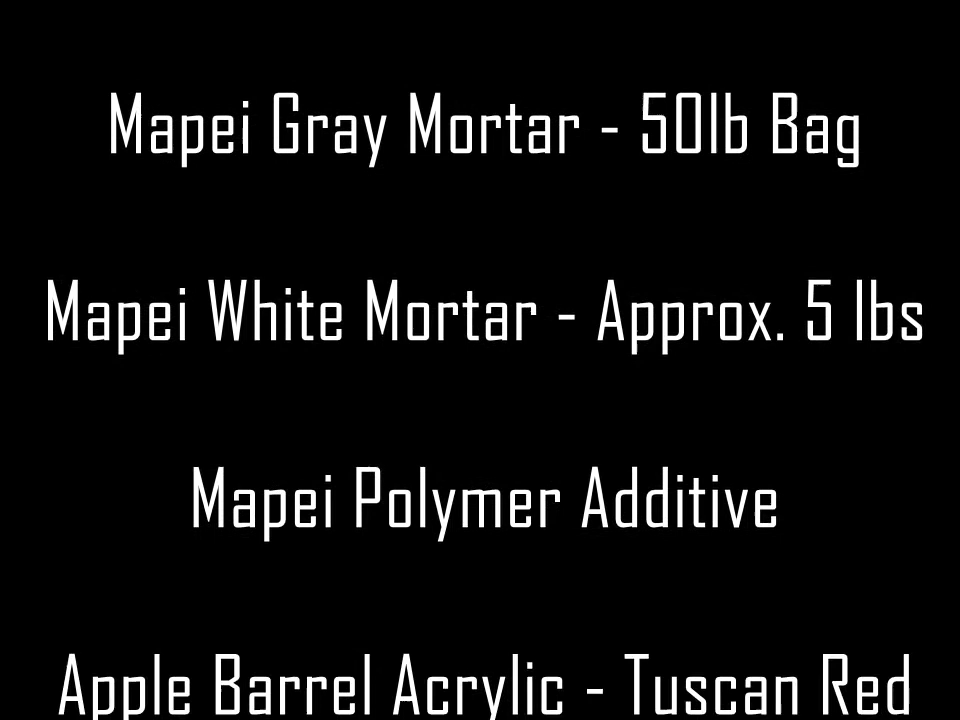 Mapei Gray Mortar - 50lb Bag
Mapei White Mortar - Approx. 5 lbs
Mapei Polymer Additive
Apple Barrel Acrylic - Tuscan Red